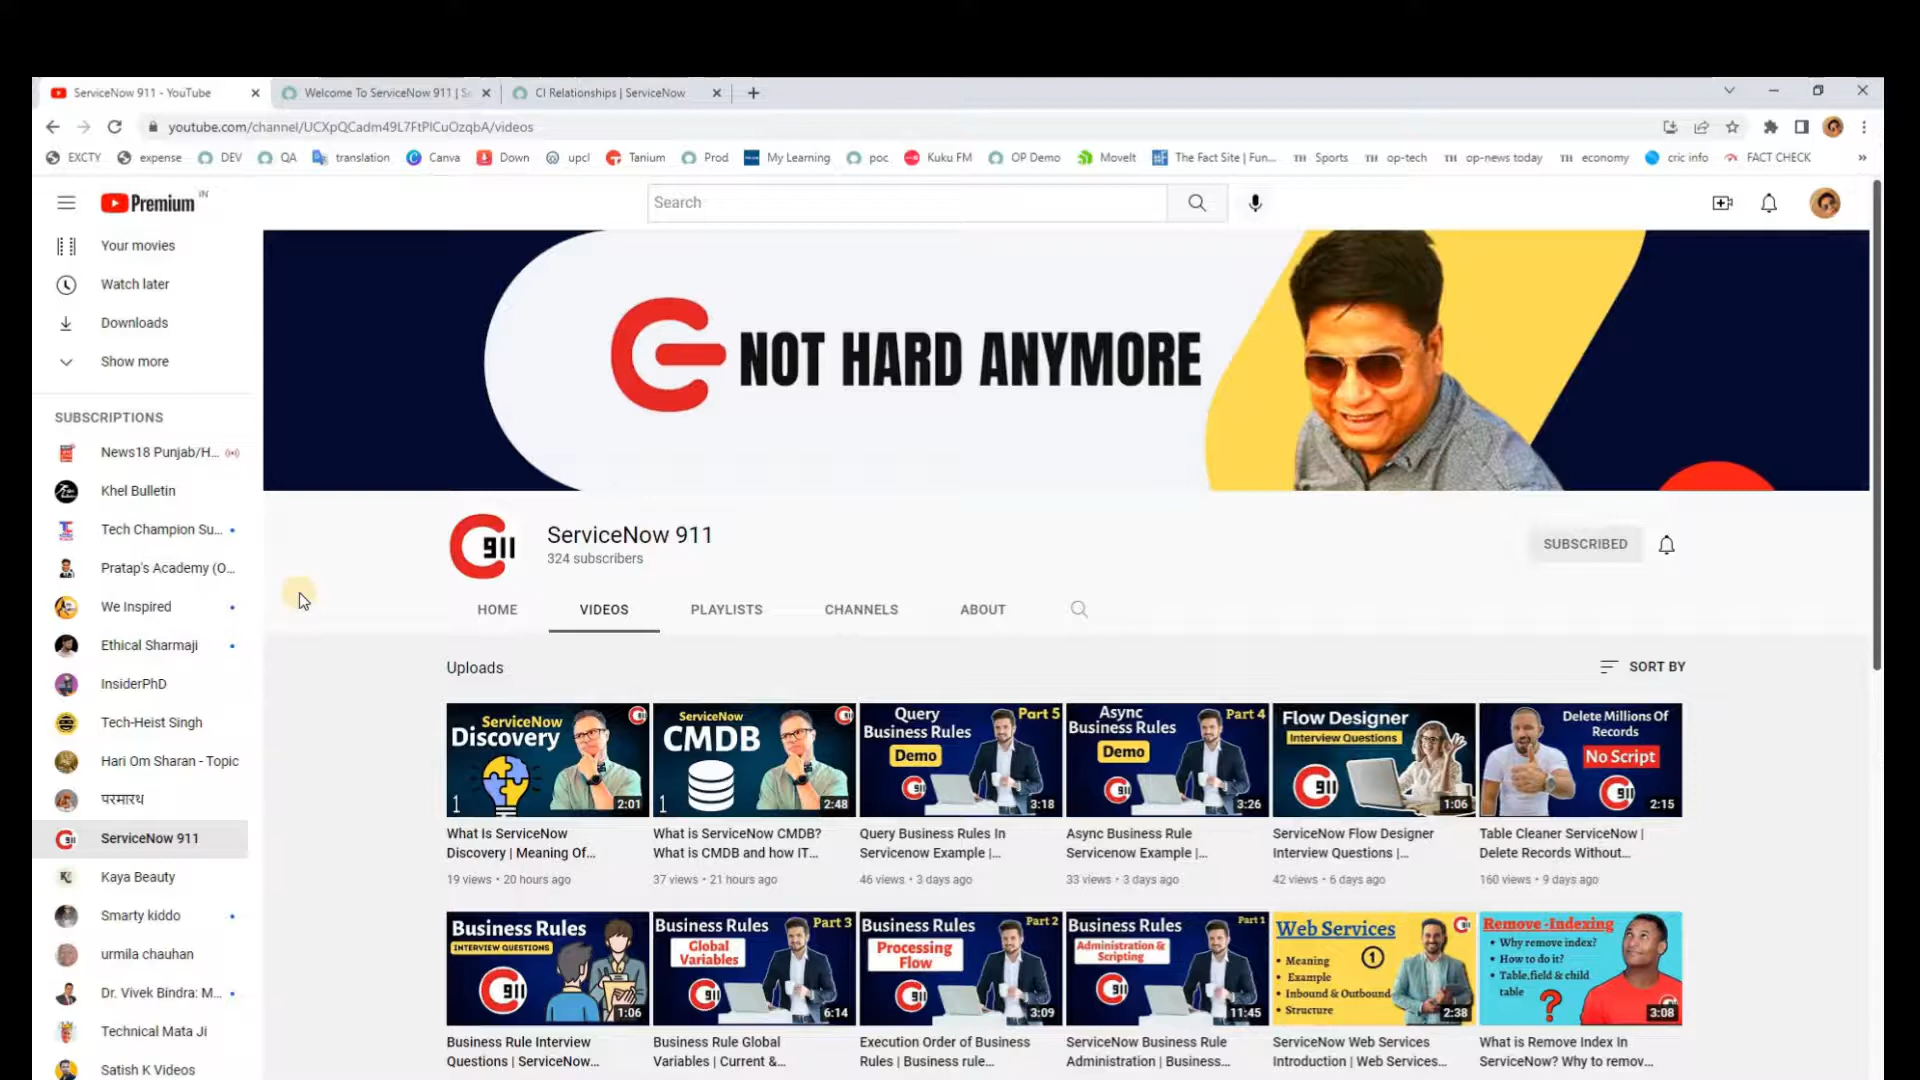 ServiceNow 911 - YouTube
Welcome To ServiceNow 911 | S
CI Relationships | ServiceNow
youtube.com/channel/UCXpQCadm49L7FtPlCuOzqbA/videos
EXCTY expense DEV QA translation Canva Down upcl Tanium Prod My Learning poc Kuku FM OP Demo MoveIt The Fact Site | Fun... Sports op-tech op-news today economy cric info FACT CHECK »
Premium IN
Search
Your movies
Watch later
Downloads
Show more
SUBSCRIPTIONS
News18 Punjab/H...
Khel Bulletin
Tech Champion Su...
Pratap's Academy (O...
We Inspired
Ethical Sharmaji
InsiderPhD
Tech-Heist Singh
Hari Om Sharan - Topic
परमारथ
ServiceNow 911
Kaya Beauty
Smarty kiddo
urmila chauhan
Dr. Vivek Bindra: M...
Technical Mata Ji
Satish K Videos
NOT HARD ANYMORE
911
ServiceNow 911
324 subscribers
SUBSCRIBED
HOME VIDEOS PLAYLISTS CHANNELS ABOUT
Uploads
SORT BY
ServiceNow
Discovery
1
2:01
What Is ServiceNow
Discovery | Meaning Of...
19 views • 20 hours ago
ServiceNow
CMDB
1
2:48
What is ServiceNow CMDB?
What is CMDB and how IT...
37 views • 21 hours ago
Query Part 5
Business Rules
Demo
911
3:18
Query Business Rules In
Servicenow Example |...
46 views • 3 days ago
Async Part 4
Business Rules
Demo
911
3:26
Async Business Rule
Servicenow Example |...
33 views • 3 days ago
Flow Designer
Interview Questions
911
1:06
ServiceNow Flow Designer
Interview Questions |...
42 views • 6 days ago
Delete Millions Of
Records
No Script
911
2:15
Table Cleaner ServiceNow |
Delete Records Without...
160 views • 9 days ago
Business Rules
INTERVIEW QUESTIONS
911
1:06
Business Rule Interview
Questions | ServiceNow...
Business Rules Part 3
Global
Variables
911
6:14
Business Rule Global
Variables | Current &...
Business Rules Part 2
Processing
Flow
911
3:09
Execution Order of Business
Rules | Business rule...
Business Rules Part 1
Administration &
Scripting
911
11:45
ServiceNow Business Rule
Administration | Business...
Web Services
1
• Meaning
• Example
• Inbound & Outbound
• Structure
2:38
ServiceNow Web Services
Introduction | Web Services...
Remove -Indexing
• Why remove index?
• How to do it?
• Table,field & child
table
?
3:08
What is Remove Index In
ServiceNow? Why to remov...